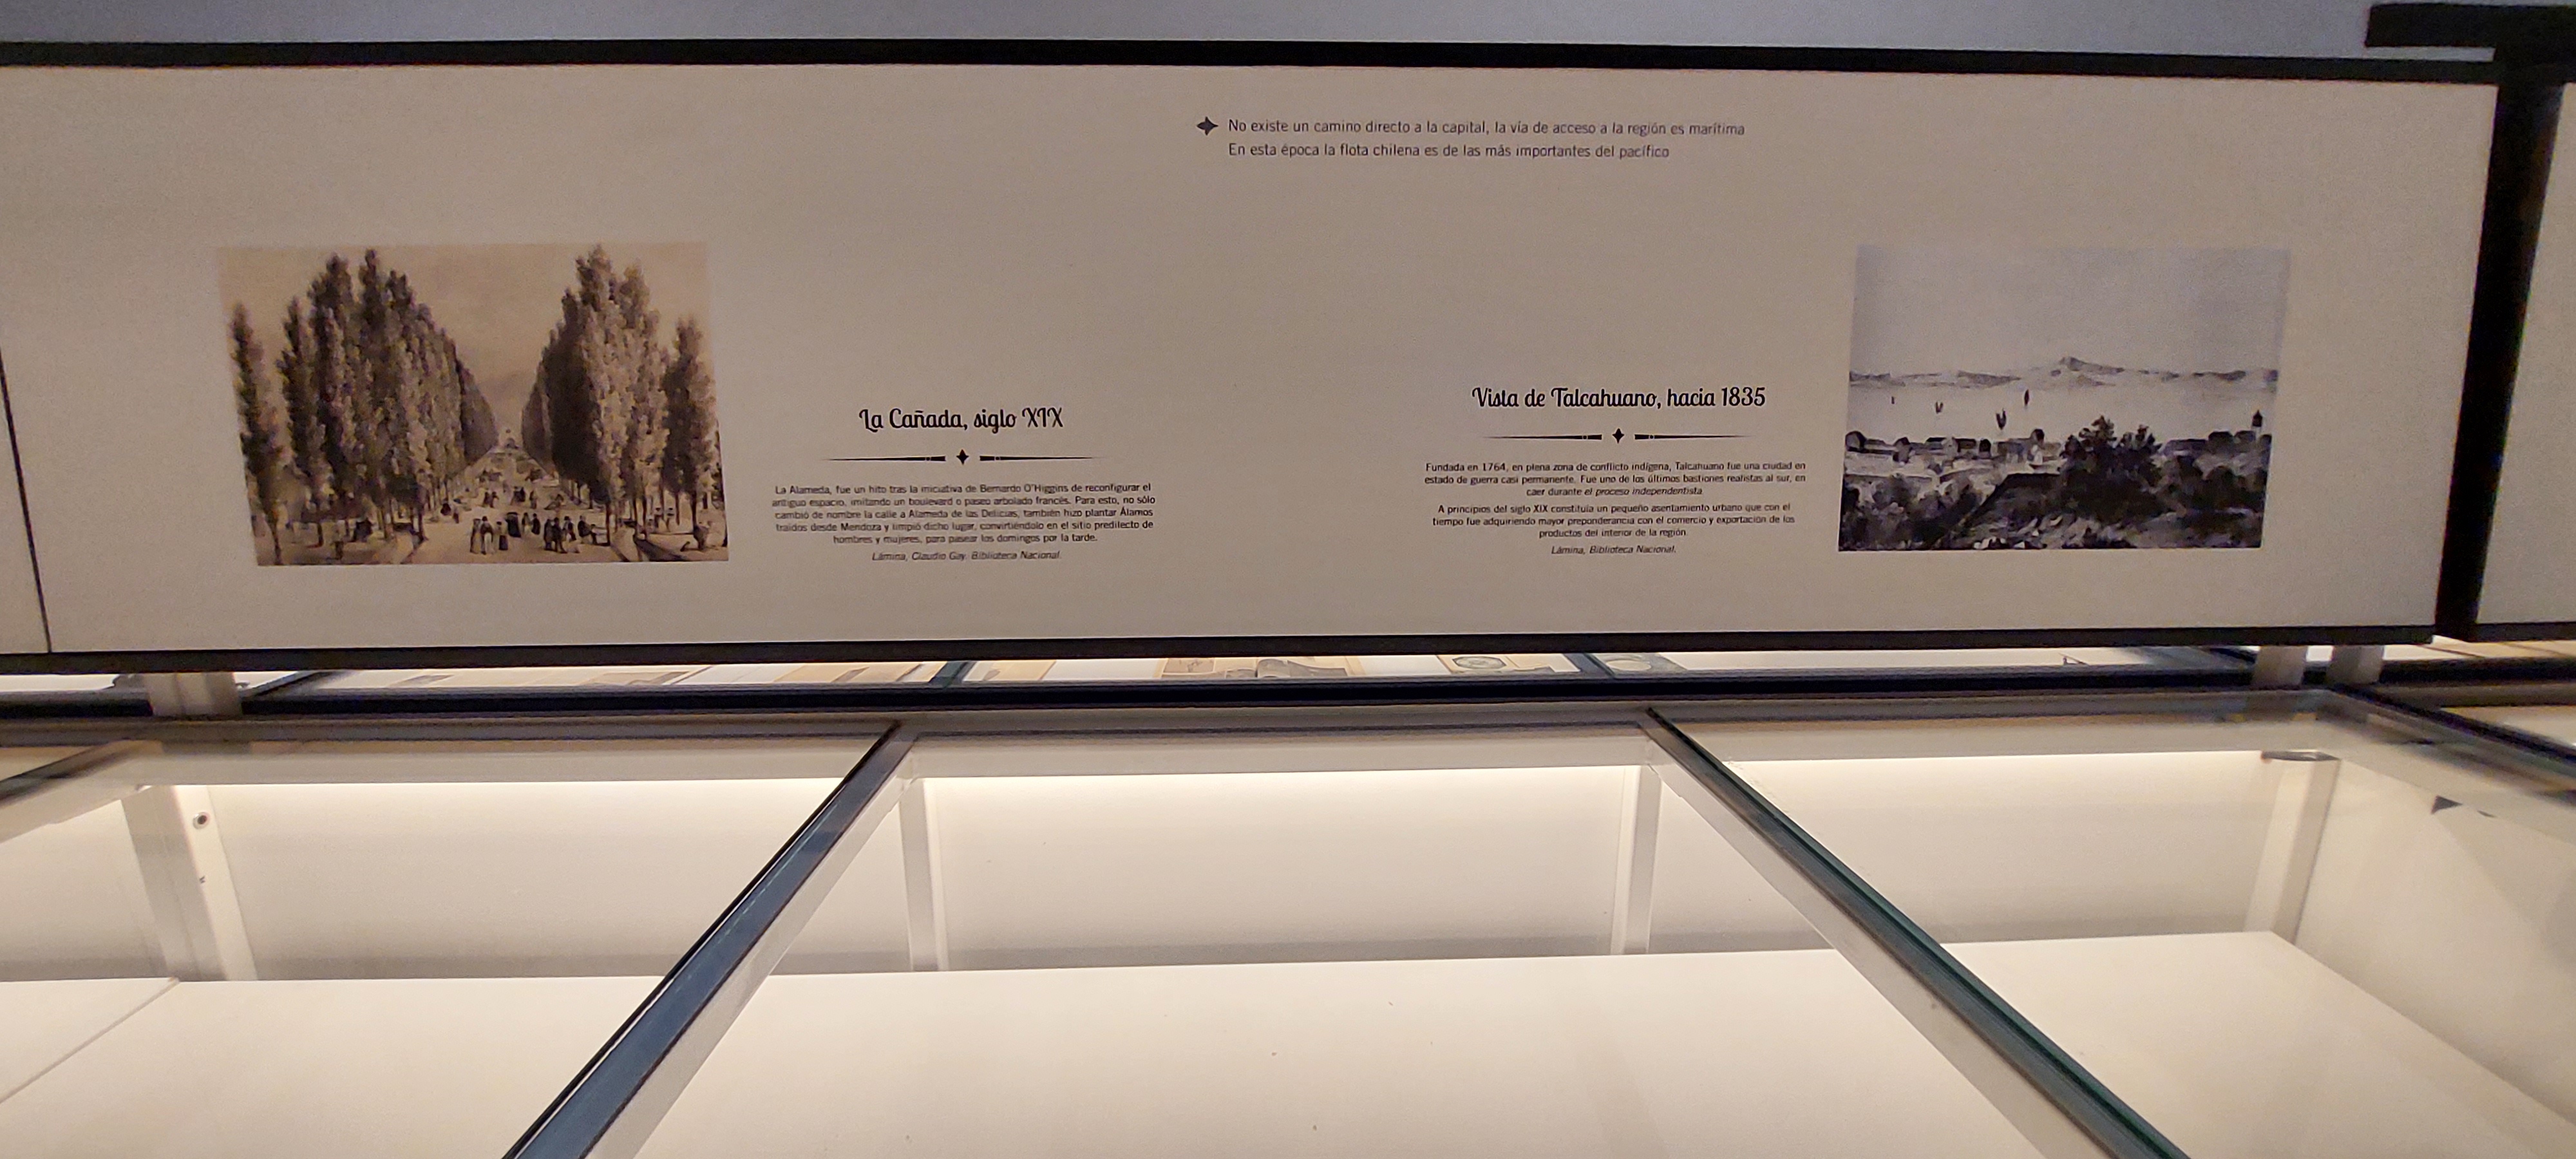 No existe un camino directo a la capital, la vía de acceso a la región es marítima
En esta época la flota chilena es de las más importantes del pacífico
La Cañada, siglo XIX
La Alameda, fue un hito tras la iniciativa de Bernardo O'Higgins de reconfigurar el
antiguo espacio, imitando un boulevard o paseo arbolado francés. Para esto, no sólo
cambió de nombre la calle a Alameda de las Delicias, también hizo plantar Álamos
traídos desde Mendoza y limpió dicho lugar, convirtiéndolo en el sitio predilecto de
hombres y mujeres, para pasear los domingos por la tarde.
Lámina, Claudio Gay. Biblioteca Nacional.
Vista de Talcahuano, hacia 1835
Fundada en 1764, en plena zona de conflicto indígena, Talcahuano fue una ciudad en
estado de guerra casi permanente. Fue uno de los últimos bastiones realistas al sur, en
caer durante el proceso independentista.
A principios del siglo XIX constituía un pequeño asentamiento urbano que con el
tiempo fue adquiriendo mayor preponderancia con el comercio y exportación de los
productos del interior de la región.
Lámina, Biblioteca Nacional.